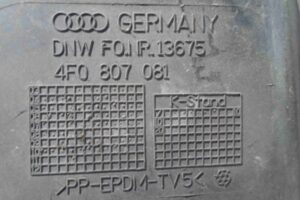 GERMANY
DNW FO.NR.13675
4F0 807 081
K-Stand
>PP-EPDM-TV5<